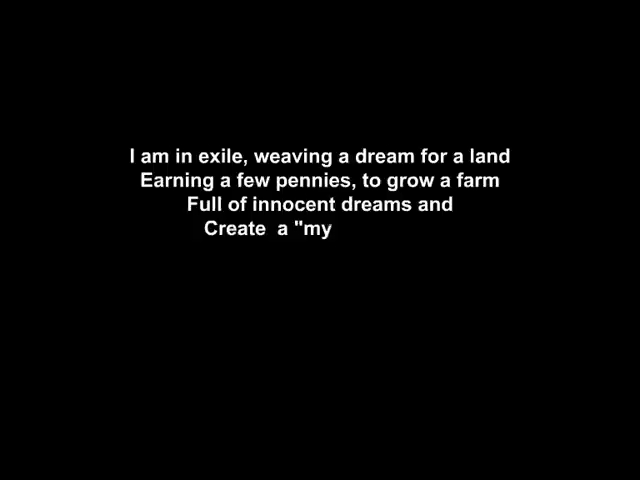 I am in exile, weaving a dream for a land
Earning a few pennies, to grow a farm
Full of innocent dreams and
Create  a "my